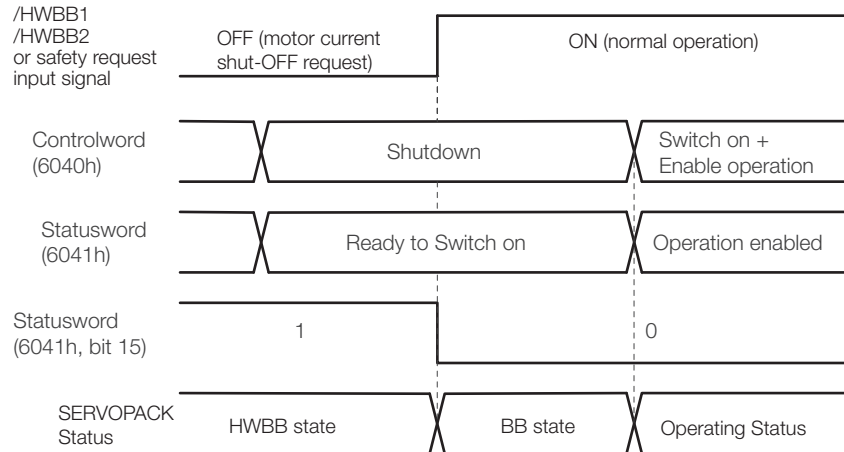 /HWBB1
/HWBB2
or safety request
input signal
OFF (motor current
shut-OFF request)
ON (normal operation)
Controlword
(6040h)
Shutdown
Switch on +
Enable operation
Statusword
(6041h)
Ready to Switch on
Operation enabled
Statusword
(6041h, bit 15)
1
0
SERVOPACK
Status
HWBB state
BB state
Operating Status